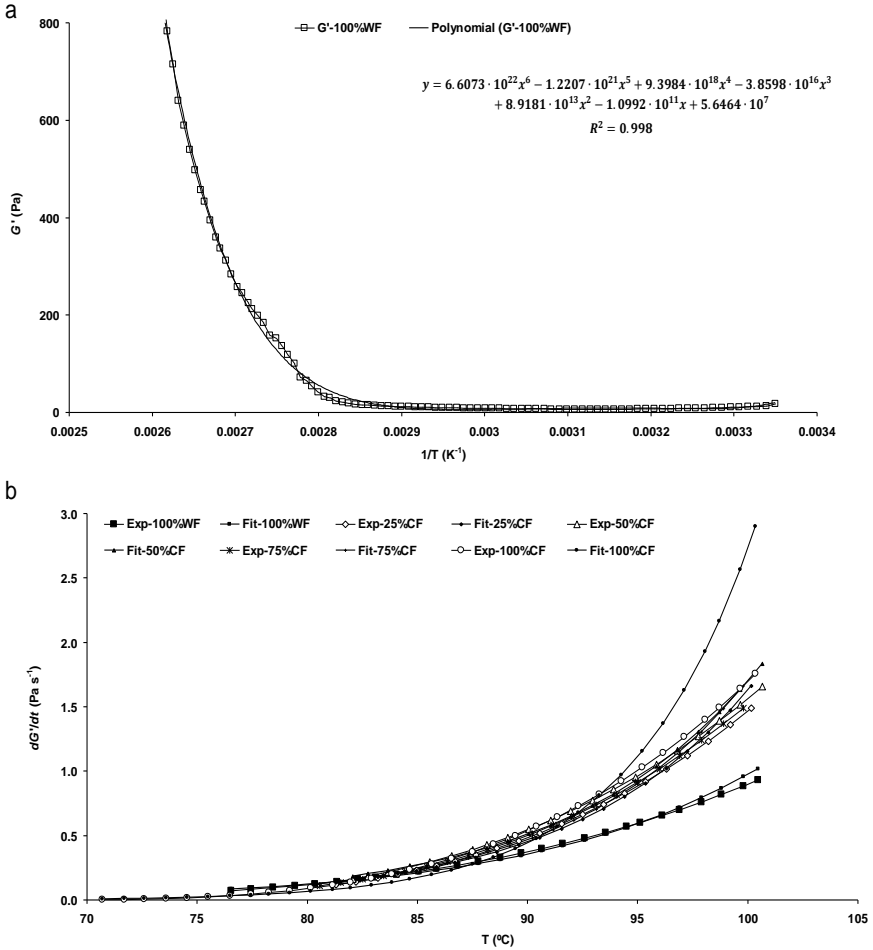 a
G'-100%WF Polynomial (G'-100%WF)
y = 6.6073 · 10²²x⁶ − 1.2207 · 10²¹x⁵ + 9.3984 · 10¹⁸x⁴ − 3.8598 · 10¹⁶x³
+ 8.9181 · 10¹³x² − 1.0992 · 10¹¹x + 5.6464 · 10⁷
R² = 0.998
800
600
400
200
0
G' (Pa)
0.0025 0.0026 0.0027 0.0028 0.0029 0.003 0.0031 0.0032 0.0033 0.0034
1/T (K⁻¹)
b
Exp-100%WF Fit-100%WF Exp-25%CF Fit-25%CF Exp-50%CF
Fit-50%CF Exp-75%CF Fit-75%CF Exp-100%CF Fit-100%CF
3.0
2.5
2.0
1.5
1.0
0.5
0.0
dG'/dt (Pa s⁻¹)
70 75 80 85 90 95 100 105
T (ºC)